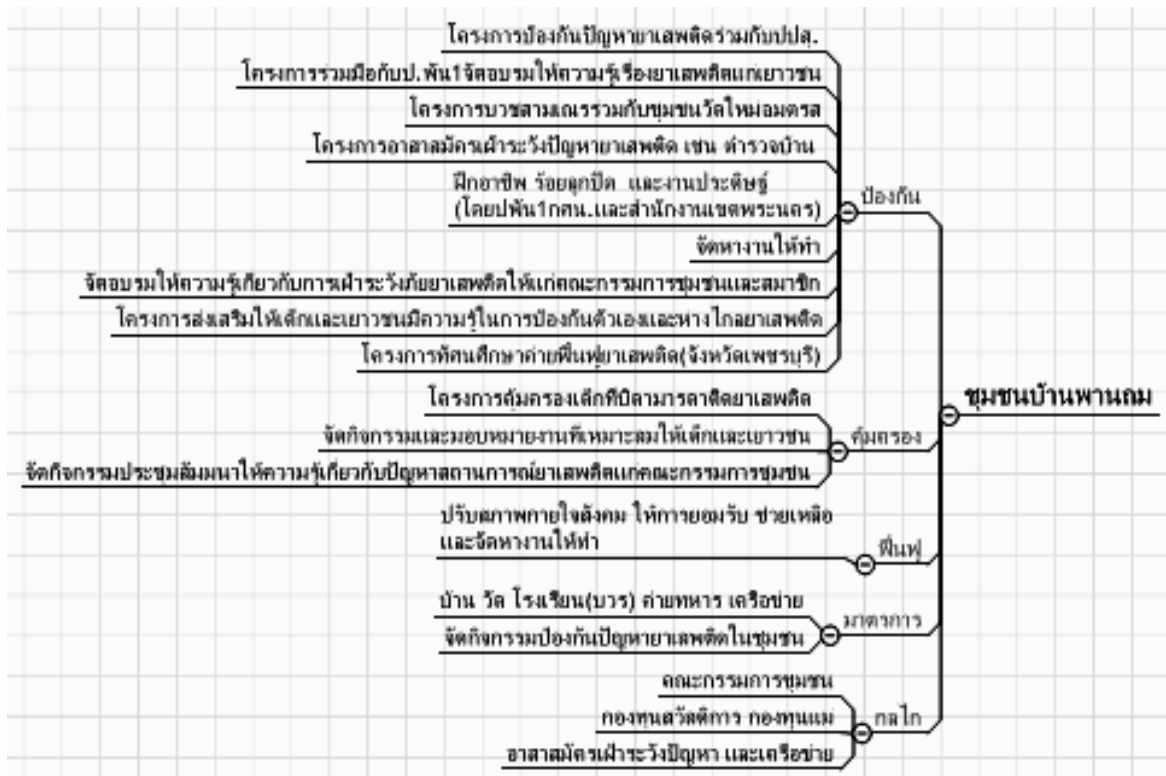 โครงการป้องกันปัญหายาเสพติดร่วมกับปปส.
โครงการร่วมมือกับป.พัน1จัดอบรมให้ความรู้เรื่องยาเสพติดแก่เยาวชน
โครงการบวชสามเณรร่วมกับชุมชนวัดใหม่อมตรส
โครงการอาสาสมัครเฝ้าระวังปัญหายาเสพติด เช่น ตำรวจบ้าน
ฝึกอาชีพ ร้อยลูกปัด และงานประดิษฐ์
(โดยปพัน1กศน.และสำนักงานเขตพระนคร)
ป้องกัน
จัดหางานให้ทำ
จัดอบรมให้ความรู้เกี่ยวกับการเฝ้าระวังภัยยาเสพติดให้แก่คณะกรรมการชุมชนและสมาชิก
โครงการส่งเสริมให้เด็กและเยาวชนมีความรู้ในการป้องกันตัวเองและห่างไกลยาเสพติด
โครงการทัศนศึกษาค่ายฟื้นฟูยาเสพติด(จังหวัดเพชรบุรี)
ชุมชนบ้านพานถม
โครงการคุ้มครองเด็กที่บิดามารดาติดยาเสพติด
จัดกิจกรรมและมอบหมายงานที่เหมาะสมให้เด็กและเยาวชน
คุ้มครอง
จัดกิจกรรมประชุมสัมมนาให้ความรู้เกี่ยวกับปัญหาสถานการณ์ยาเสพติดแก่คณะกรรมการชุมชน
ปรับสภาพกายใจสังคม ให้การยอมรับ ช่วยเหลือ
และจัดหางานให้ทำ
ฟื้นฟู
บ้าน วัด โรงเรียน(บวร) ค่ายทหาร เครือข่าย
มาตรการ
จัดกิจกรรมป้องกันปัญหายาเสพติดในชุมชน
คณะกรรมการชุมชน
กองทุนสวัสดิการ กองทุนแม่
กลไก
อาสาสมัครเฝ้าระวังปัญหา และเครือข่าย